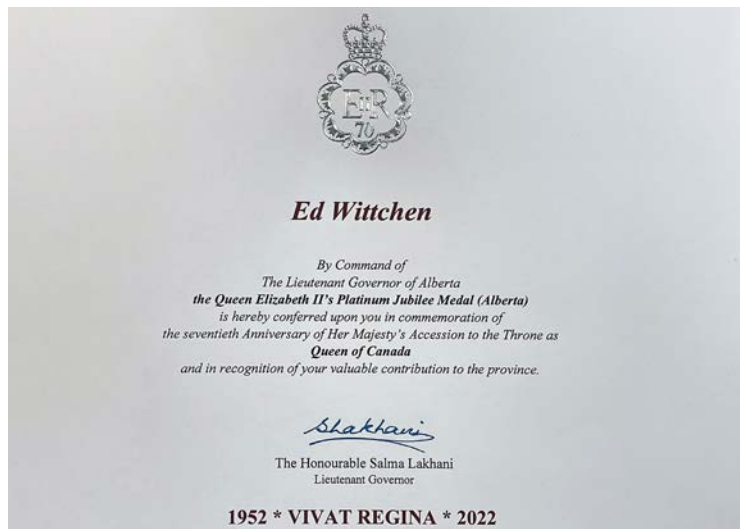 EIIR
70
Ed Wittchen
By Command of
The Lieutenant Governor of Alberta
the Queen Elizabeth II's Platinum Jubilee Medal (Alberta)
is hereby conferred upon you in commemoration of
the seventieth Anniversary of Her Majesty's Accession to the Throne as
Queen of Canada
and in recognition of your valuable contribution to the province.
SLakhani
The Honourable Salma Lakhani
Lieutenant Governor
1952 * VIVAT REGINA * 2022